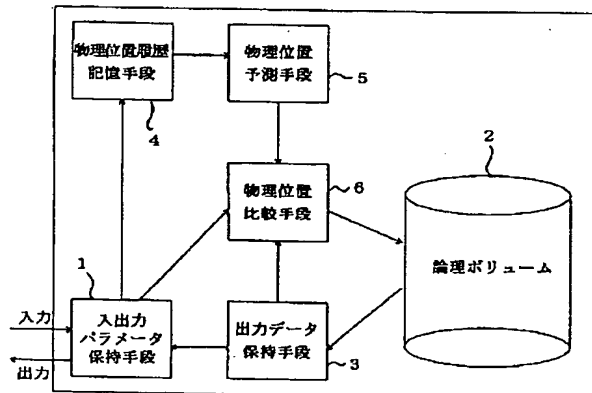 物理位置履歴
記憶手段
4
物理位置
予測手段
5
物理位置
比較手段
6
2
論理ボリューム
1
入出力
パラメータ
保持手段
出力データ
保持手段
3
入力
出力